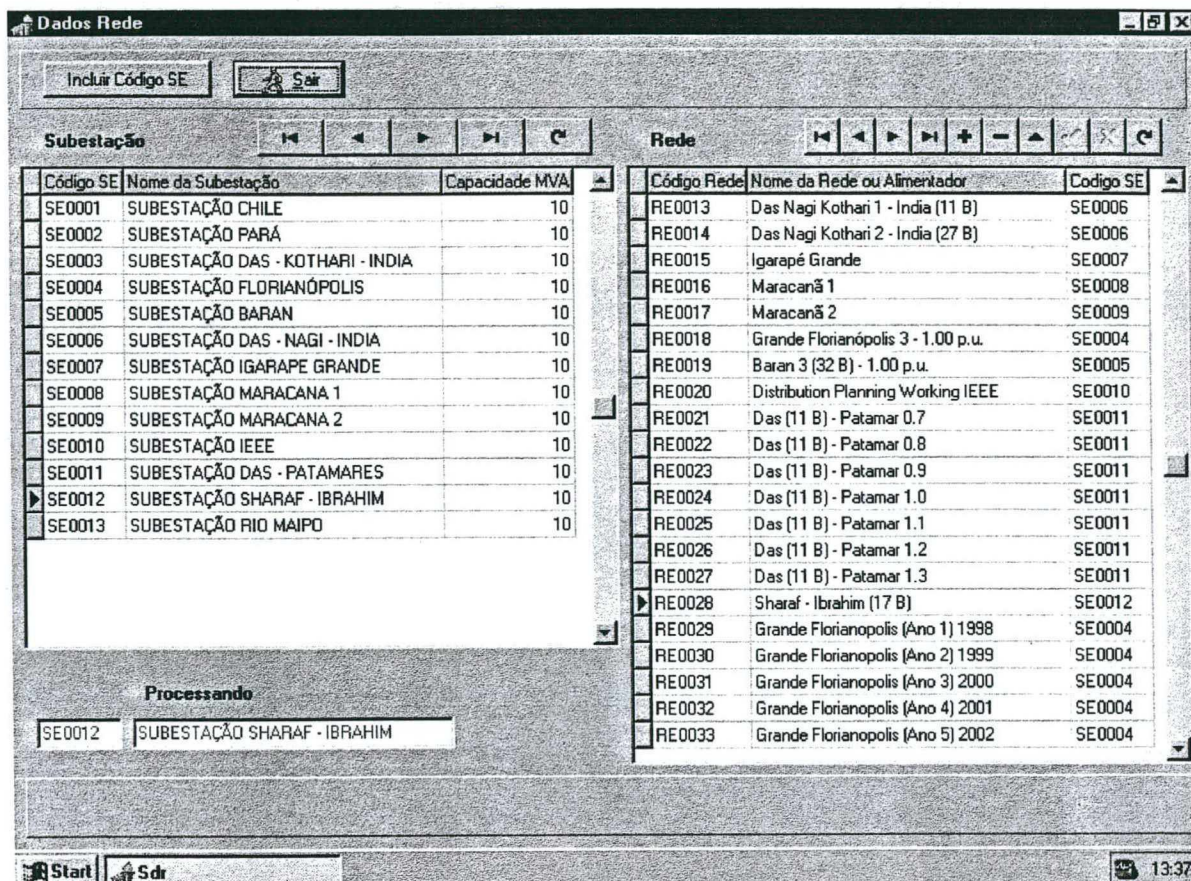 Dados Rede
Incluir Código SE
Sair
Subestação
Código SE Nome da Subestação Capacidade MVA
SE0001 SUBESTAÇÃO CHILE 10
SE0002 SUBESTAÇÃO PARÁ 10
SE0003 SUBESTAÇÃO DAS - KOTHARI - INDIA 10
SE0004 SUBESTAÇÃO FLORIANÓPOLIS 10
SE0005 SUBESTAÇÃO BARAN 10
SE0006 SUBESTAÇÃO DAS - NAGI - INDIA 10
SE0007 SUBESTAÇÃO IGARAPE GRANDE 10
SE0008 SUBESTAÇÃO MARACANA 1 10
SE0009 SUBESTAÇÃO MARACANA 2 10
SE0010 SUBESTAÇÃO IEEE 10
SE0011 SUBESTAÇÃO DAS - PATAMARES 10
SE0012 SUBESTAÇÃO SHARAF - IBRAHIM 10
SE0013 SUBESTAÇÃO RIO MAIPO 10
Processando
SE0012 SUBESTAÇÃO SHARAF - IBRAHIM
Rede
Código Rede Nome da Rede ou Alimentador Codigo SE
RE0013 Das Nagi Kothari 1 - India (11 B) SE0006
RE0014 Das Nagi Kothari 2 - India (27 B) SE0006
RE0015 Igarapé Grande SE0007
RE0016 Maracanã 1 SE0008
RE0017 Maracanã 2 SE0009
RE0018 Grande Florianópolis 3 - 1.00 p.u. SE0004
RE0019 Baran 3 (32 B) - 1.00 p.u. SE0005
RE0020 Distribution Planning Working IEEE SE0010
RE0021 Das (11 B) - Patamar 0.7 SE0011
RE0022 Das (11 B) - Patamar 0.8 SE0011
RE0023 Das (11 B) - Patamar 0.9 SE0011
RE0024 Das (11 B) - Patamar 1.0 SE0011
RE0025 Das (11 B) - Patamar 1.1 SE0011
RE0026 Das (11 B) - Patamar 1.2 SE0011
RE0027 Das (11 B) - Patamar 1.3 SE0011
RE0028 Sharaf - Ibrahim (17 B) SE0012
RE0029 Grande Florianopolis (Ano 1) 1998 SE0004
RE0030 Grande Florianopolis (Ano 2) 1999 SE0004
RE0031 Grande Florianopolis (Ano 3) 2000 SE0004
RE0032 Grande Florianopolis (Ano 4) 2001 SE0004
RE0033 Grande Florianopolis (Ano 5) 2002 SE0004
Start Sdr 13:37